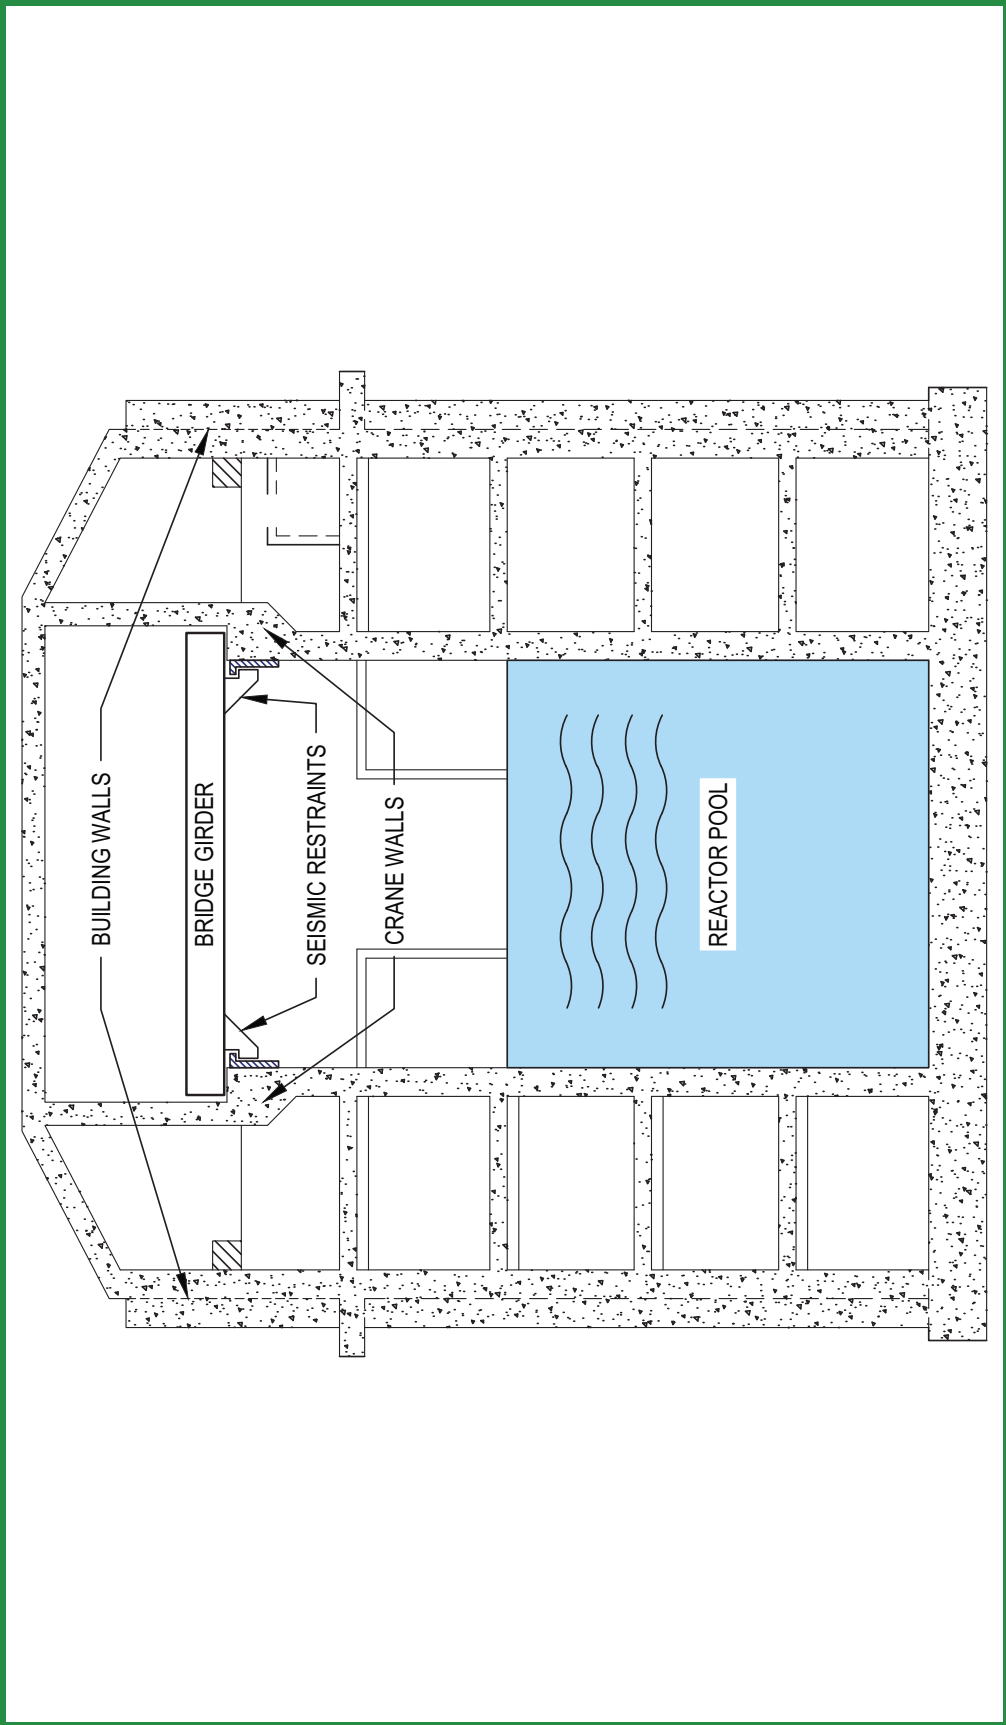 BUILDING WALLS
BRIDGE GIRDER
SEISMIC RESTRAINTS
CRANE WALLS
REACTOR POOL